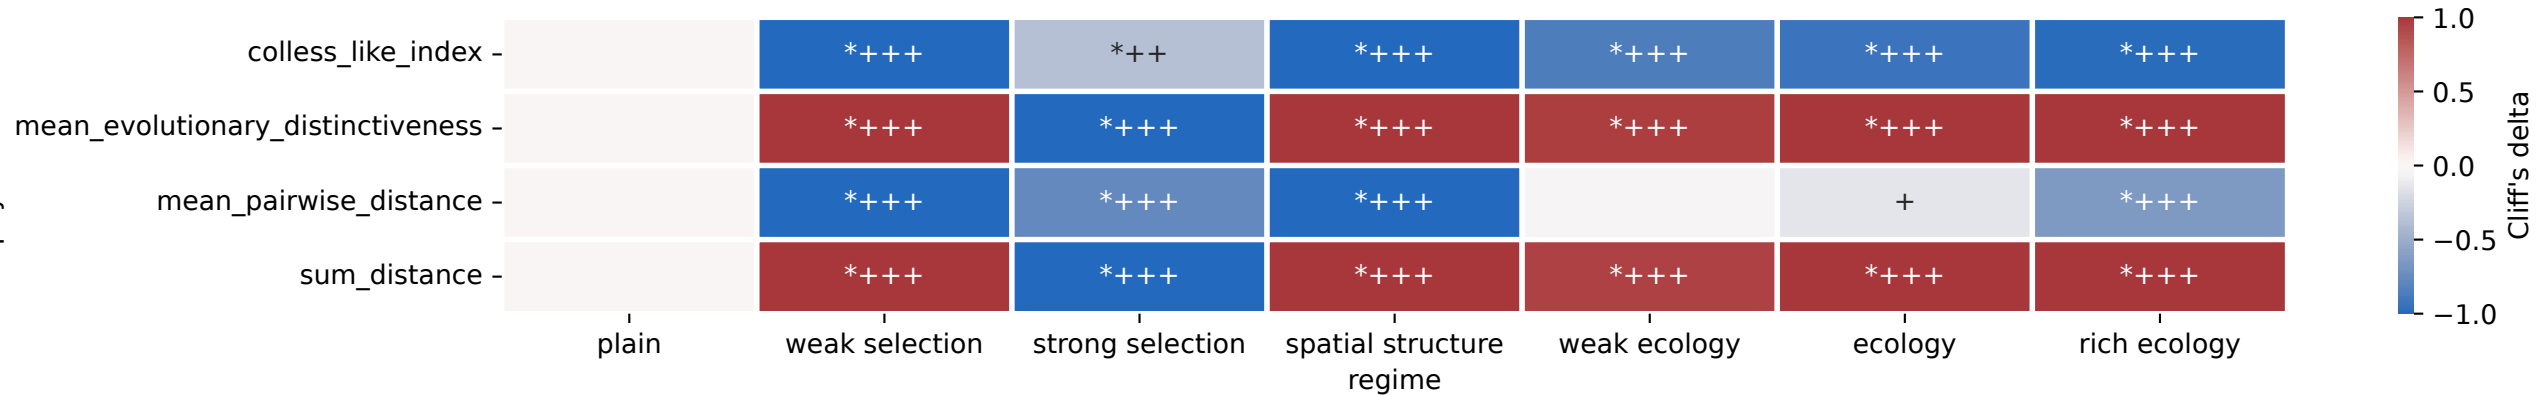 colless_like_index *+++ *++ *+++ *+++ *+++ *+++
mean_evolutionary_distinctiveness *+++ *+++ *+++ *+++ *+++ *+++
mean_pairwise_distance *+++ *+++ *+++ + *+++
sum_distance *+++ *+++ *+++ *+++ *+++ *+++
plain weak selection strong selection spatial structure weak ecology ecology rich ecology
regime
1.0
0.5
0.0
−0.5
−1.0
Cliff's delta